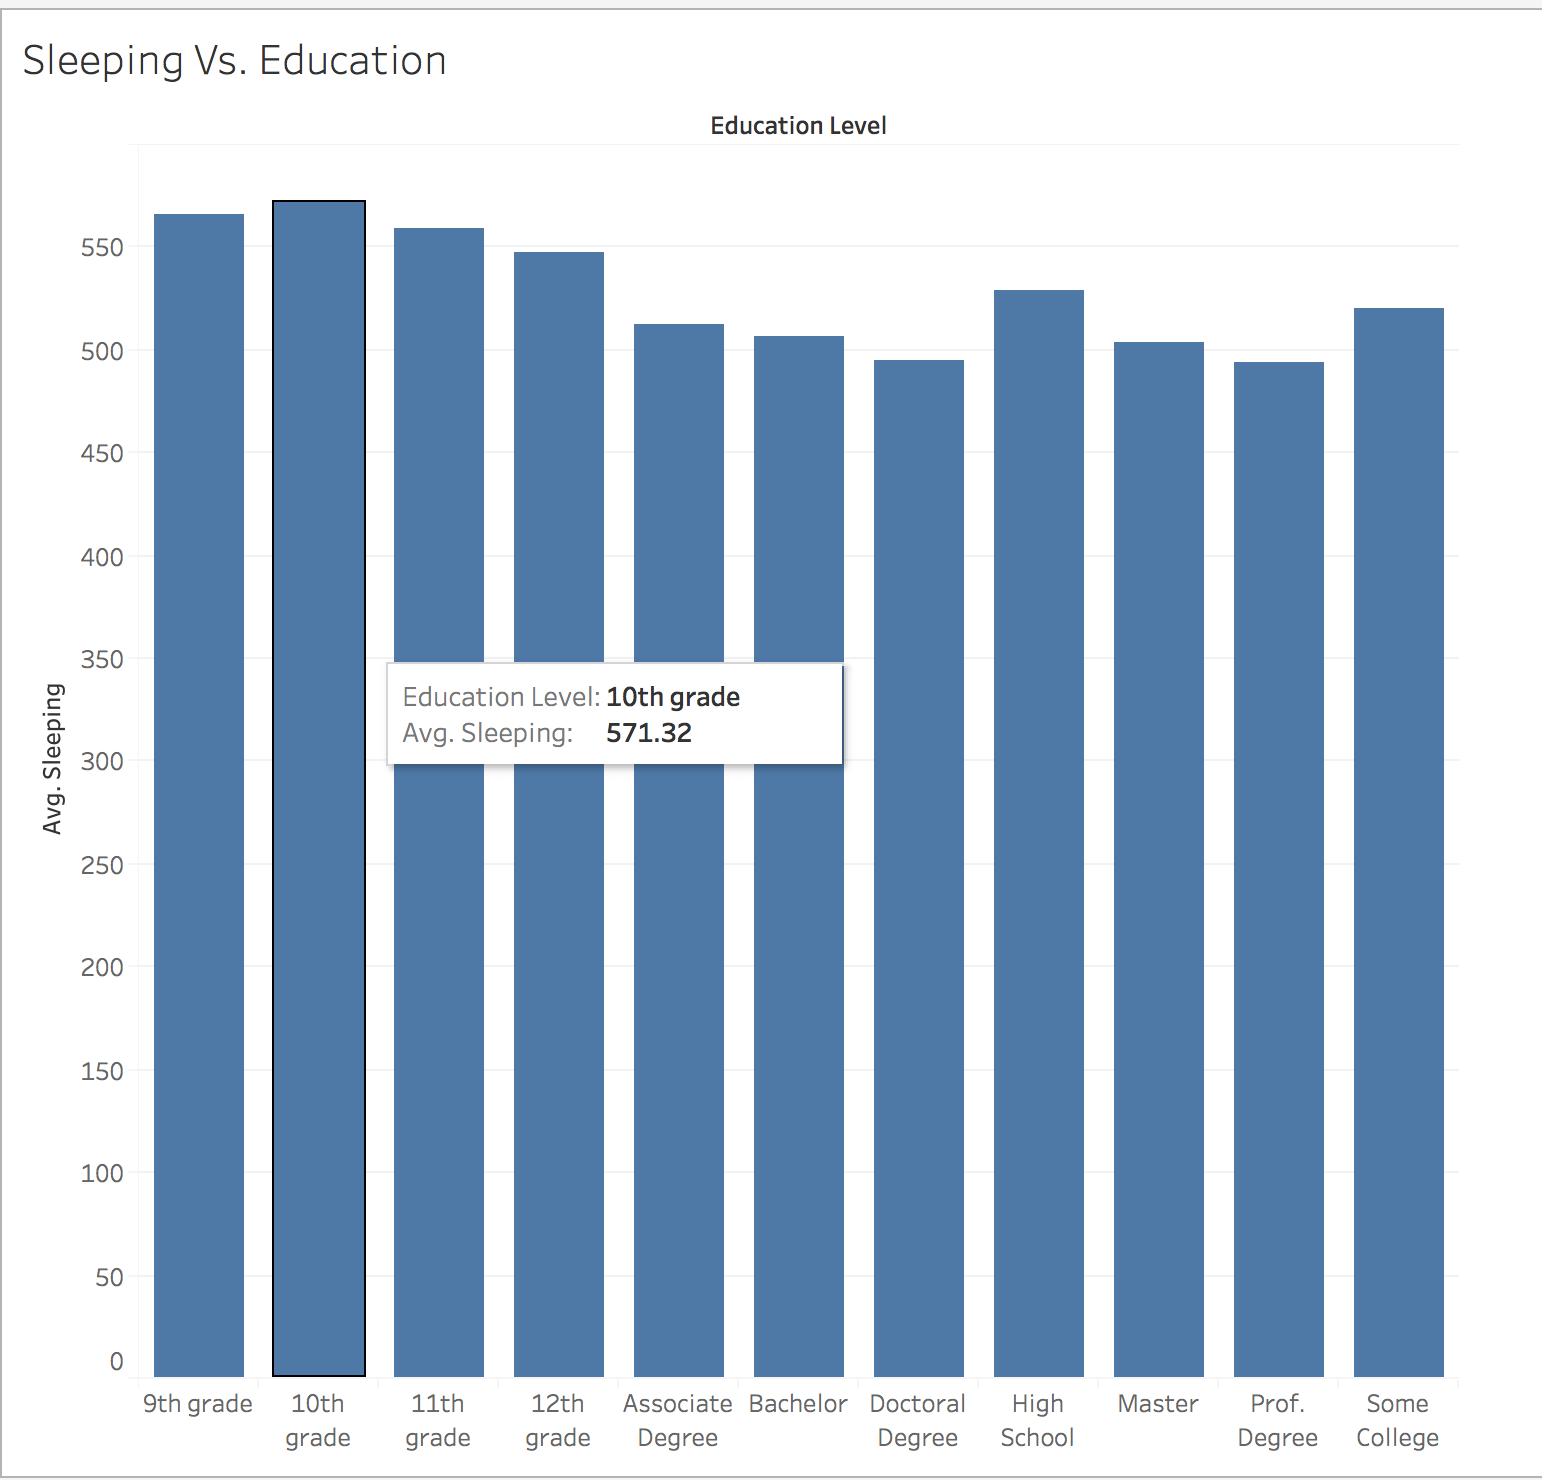 Sleeping Vs. Education
Education Level
550
500
450
400
350
300
250
200
150
100
50
0
Avg. Sleeping
Education Level: 10th grade
Avg. Sleeping: 571.32
9th grade
10th
grade
11th
grade
12th
grade
Associate
Degree
Bachelor
Doctoral
Degree
High
School
Master
Prof.
Degree
Some
College